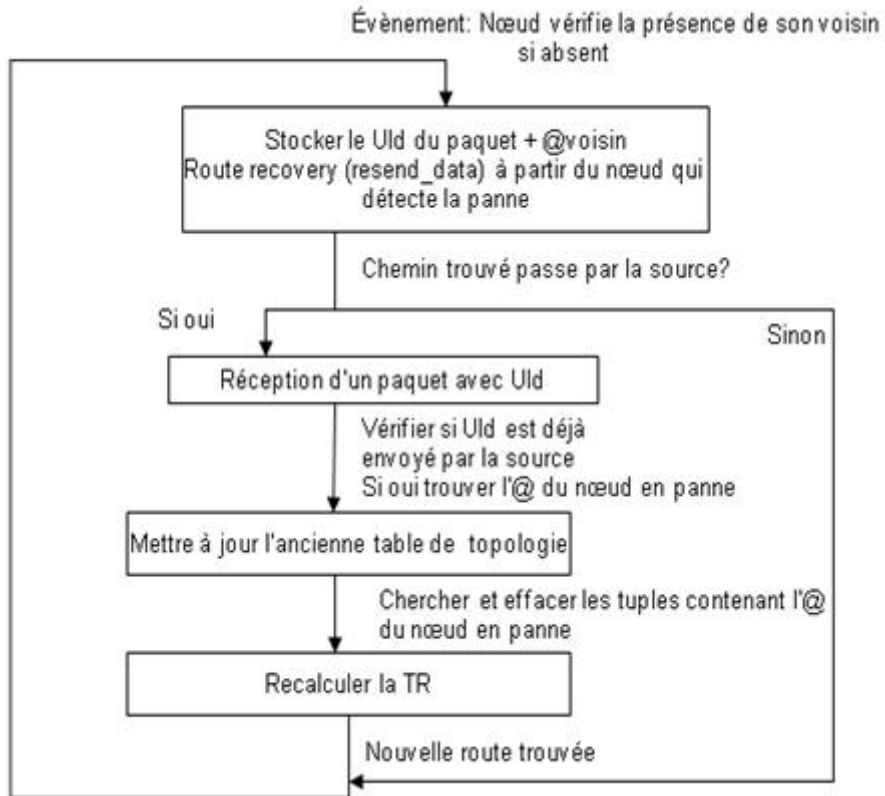 Évènement: Nœud vérifie la présence de son voisin
si absent
Stocker le UId du paquet + @voisin
Route recovery (resend_data) à partir du nœud qui
détecte la panne
Chemin trouvé passe par la source?
Si oui
Sinon
Réception d'un paquet avec UId
Vérifier si UId est déjà
envoyé par la source
Si oui trouver l'@ du nœud en panne
Mettre à jour l'ancienne table de topologie
Chercher et effacer les tuples contenant l'@
du nœud en panne
Recalculer la TR
Nouvelle route trouvée